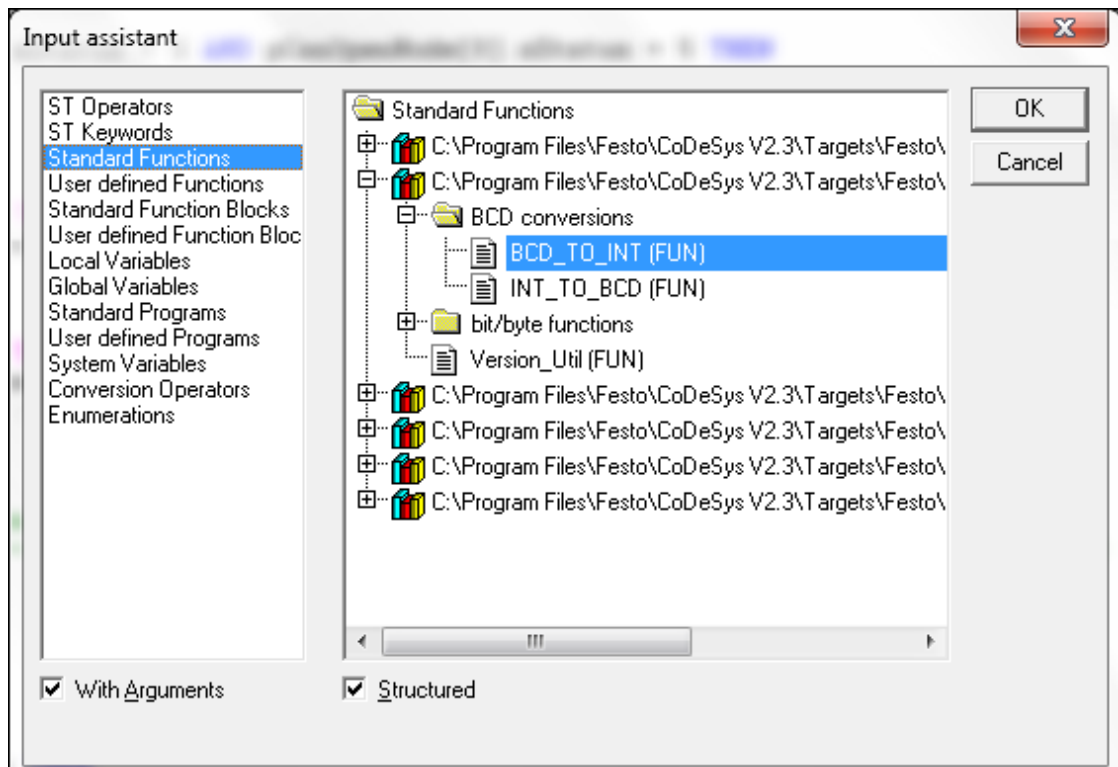 Input assistant
ST Operators
ST Keywords
Standard Functions
User defined Functions
Standard Function Blocks
User defined Function Bloc
Local Variables
Global Variables
Standard Programs
User defined Programs
System Variables
Conversion Operators
Enumerations
Standard Functions
C:\Program Files\Festo\CoDeSys V2.3\Targets\Festo\
C:\Program Files\Festo\CoDeSys V2.3\Targets\Festo\
BCD conversions
BCD_TO_INT (FUN)
INT_TO_BCD (FUN)
bit/byte functions
Version_Util (FUN)
C:\Program Files\Festo\CoDeSys V2.3\Targets\Festo\
C:\Program Files\Festo\CoDeSys V2.3\Targets\Festo\
C:\Program Files\Festo\CoDeSys V2.3\Targets\Festo\
C:\Program Files\Festo\CoDeSys V2.3\Targets\Festo\
OK
Cancel
With Arguments
Structured